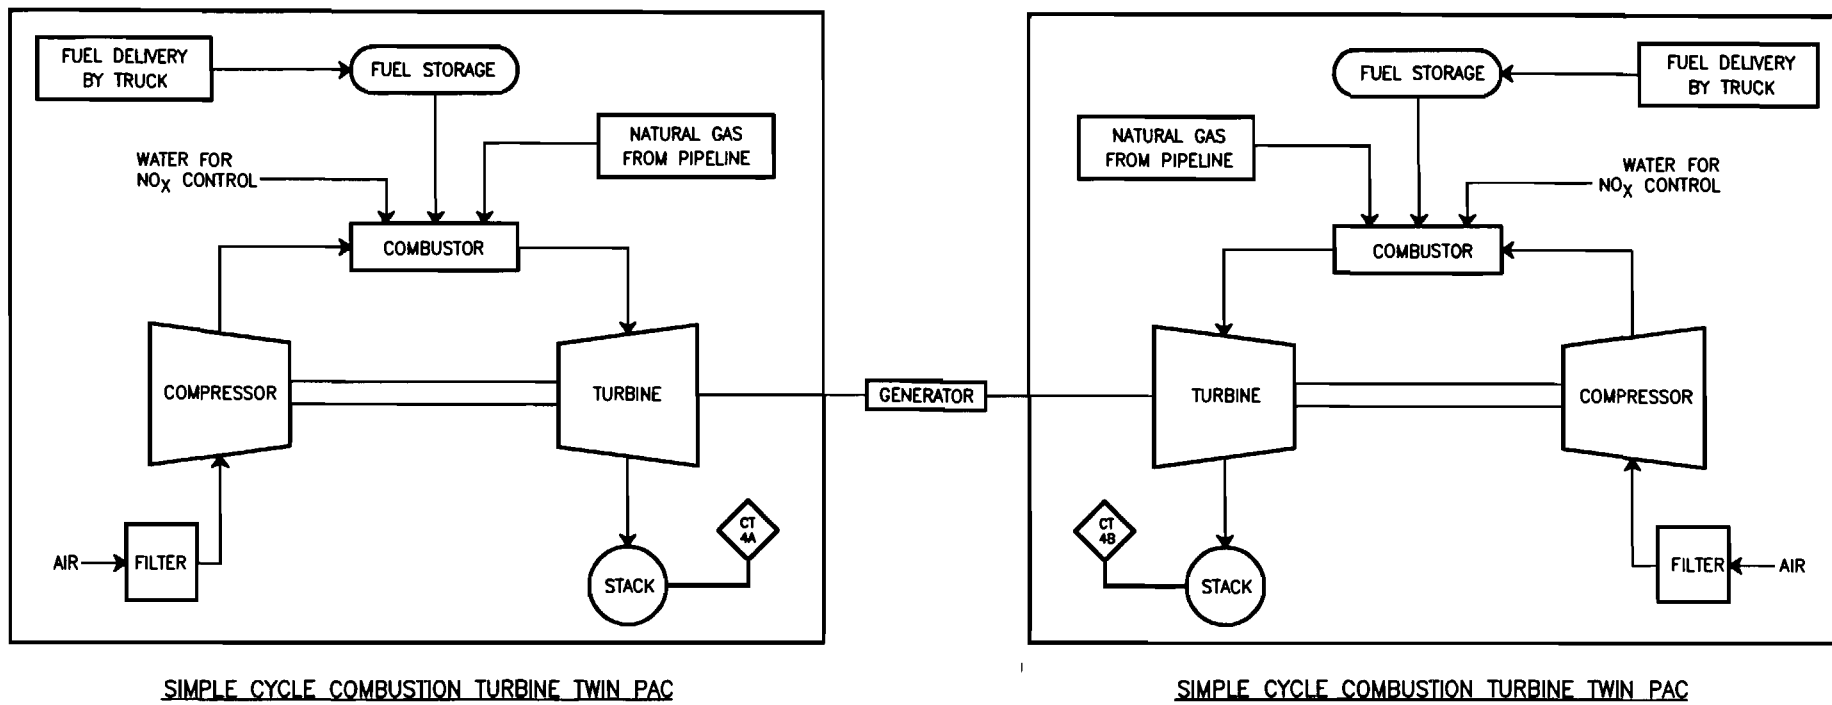 FUEL DELIVERY
BY TRUCK
FUEL STORAGE
NATURAL GAS
FROM PIPELINE
WATER FOR
NOX CONTROL
COMBUSTOR
COMPRESSOR
TURBINE
CT
4A
AIR
FILTER
STACK
SIMPLE CYCLE COMBUSTION TURBINE TWIN PAC
GENERATOR
FUEL STORAGE
FUEL DELIVERY
BY TRUCK
NATURAL GAS
FROM PIPELINE
WATER FOR
NOX CONTROL
COMBUSTOR
TURBINE
COMPRESSOR
CT
4B
STACK
FILTER
AIR
SIMPLE CYCLE COMBUSTION TURBINE TWIN PAC